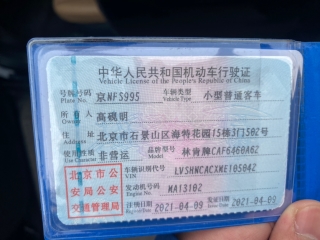 中华人民共和国机动车行驶证
Vehicle License of the People's Republic of China
号牌号码 京NFS995 车辆类型 小型普通客车
Plate No. Vehicle Type
所有人 高砚明
Owner
住址 北京市石景山区海特花园15栋3门502号
Address
使用性质 非营运 品牌型号 林肯牌CAF6460A62
Use Character
北京市公 车辆识别代号 LVSHNCACXME10504Z
VIN
安局公安 发动机号码 MA13102
Engine No.
交通管理局 注册日期 2021-04-09 发证日期 2021-04-09